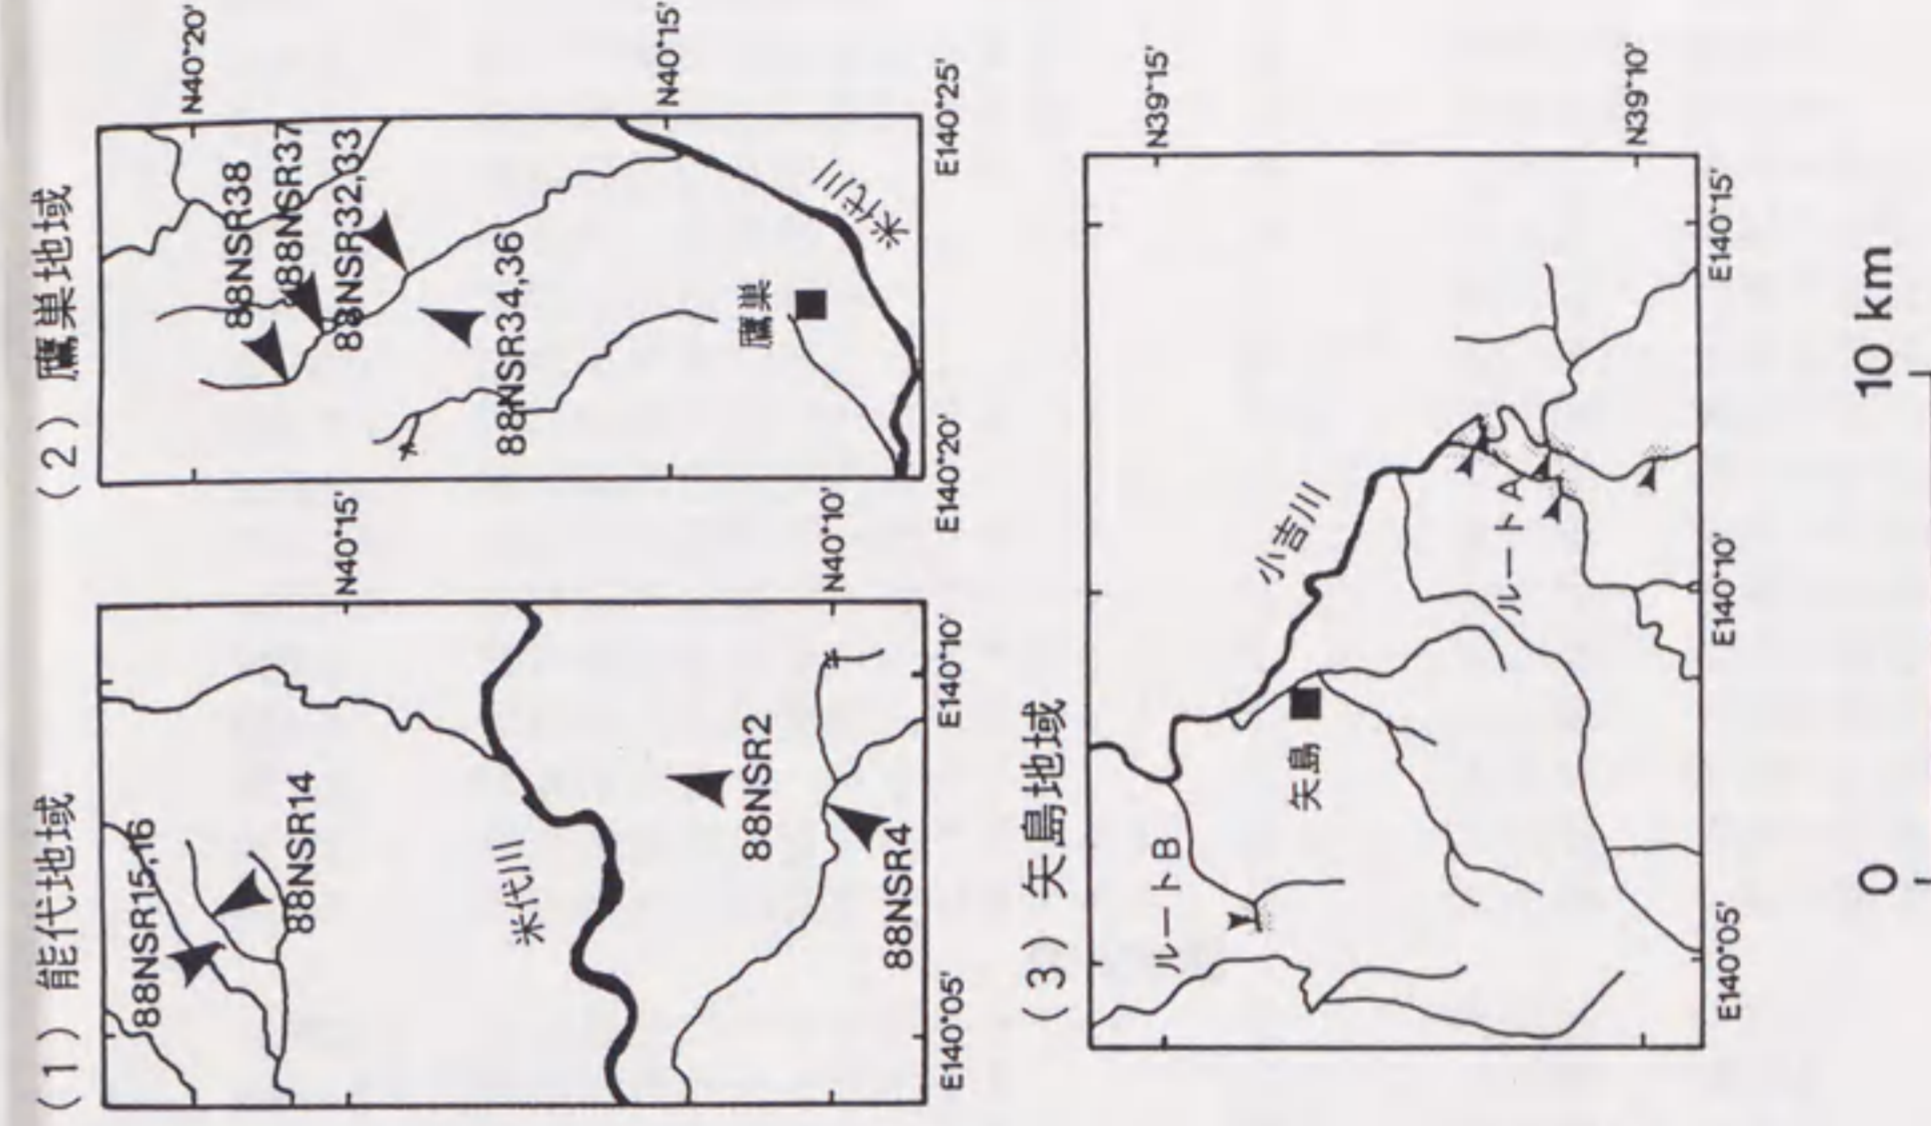 (1) 能代地域
88NSR15,16
88NSR14
N40°15'
米代川
88NSR2
N40°10'
88NSR4
E140°05'
E140°10'
(2) 鷹巣地域
N40°20'
88NSR38
88NSR37
88NSR32,33
88NSR34,36
N40°15'
鷹巣
米代川
E140°20'
E140°25'
(3) 矢島地域
N39°15'
ルートB
矢島
小吉川
ルートA
N39°10'
E140°05'
E140°10'
E140°15'
0
10 km